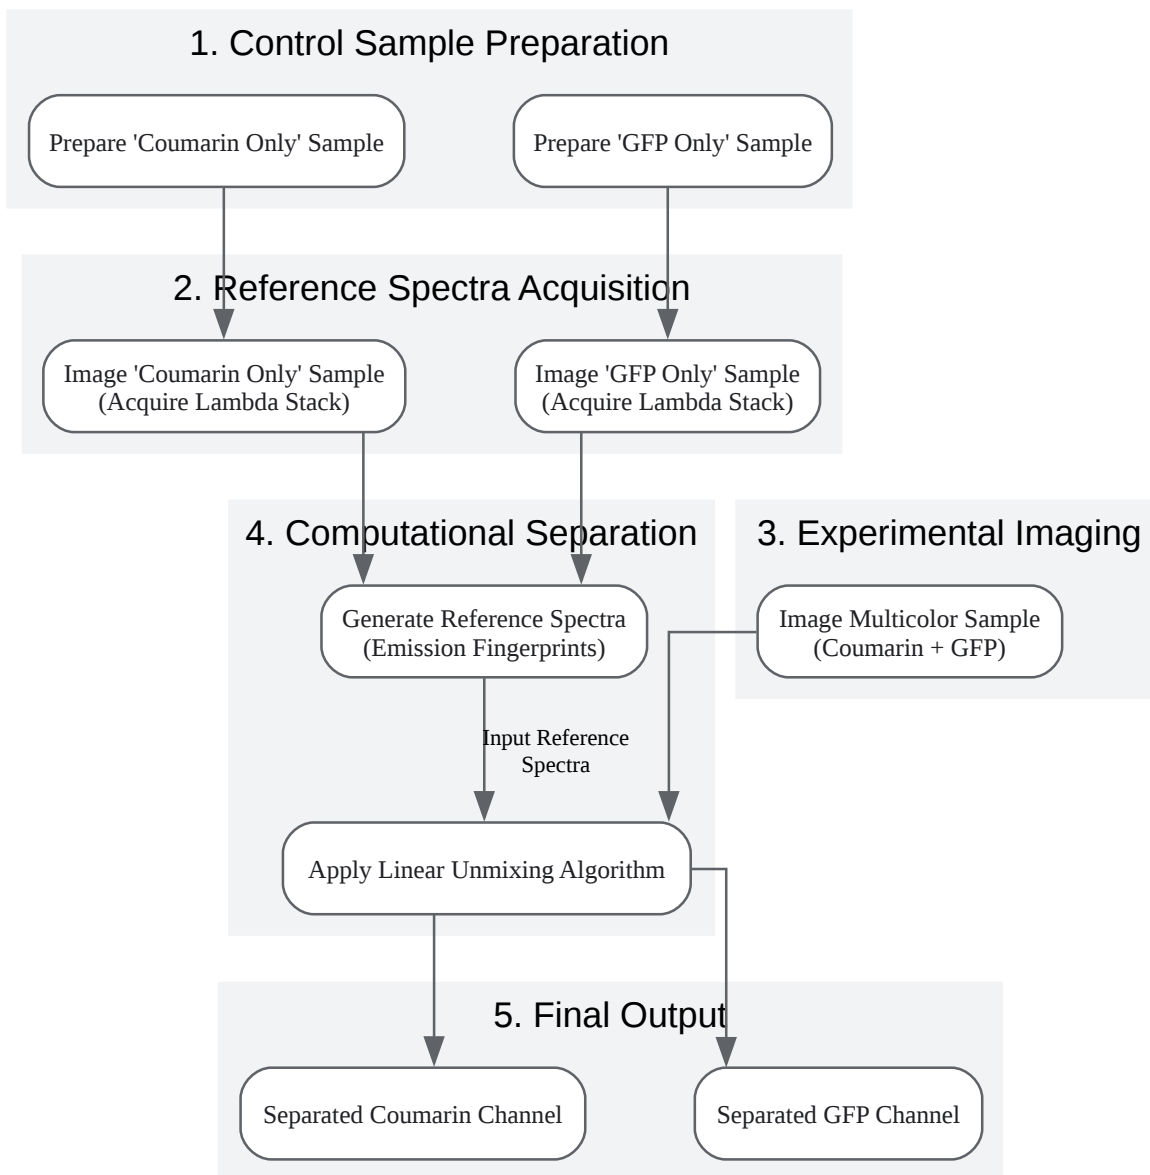 1. Control Sample Preparation
Prepare 'Coumarin Only' Sample
Prepare 'GFP Only' Sample
2. Reference Spectra Acquisition
Image 'Coumarin Only' Sample
(Acquire Lambda Stack)
Image 'GFP Only' Sample
(Acquire Lambda Stack)
4. Computational Separation
3. Experimental Imaging
Generate Reference Spectra
(Emission Fingerprints)
Image Multicolor Sample
(Coumarin + GFP)
Input Reference
Spectra
Apply Linear Unmixing Algorithm
5. Final Output
Separated Coumarin Channel
Separated GFP Channel